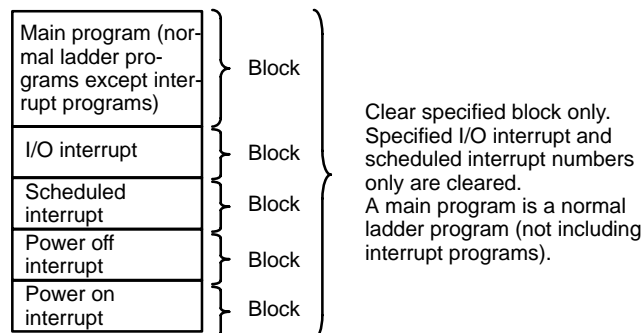 Main program (nor-
mal ladder pro-
grams except inter-
rupt programs)
Block
I/O interrupt
Block
Scheduled
interrupt
Block
Power off
interrupt
Block
Power on
interrupt
Block
Clear specified block only.
Specified I/O interrupt and
scheduled interrupt numbers
only are cleared.
A main program is a normal
ladder program (not including
interrupt programs).